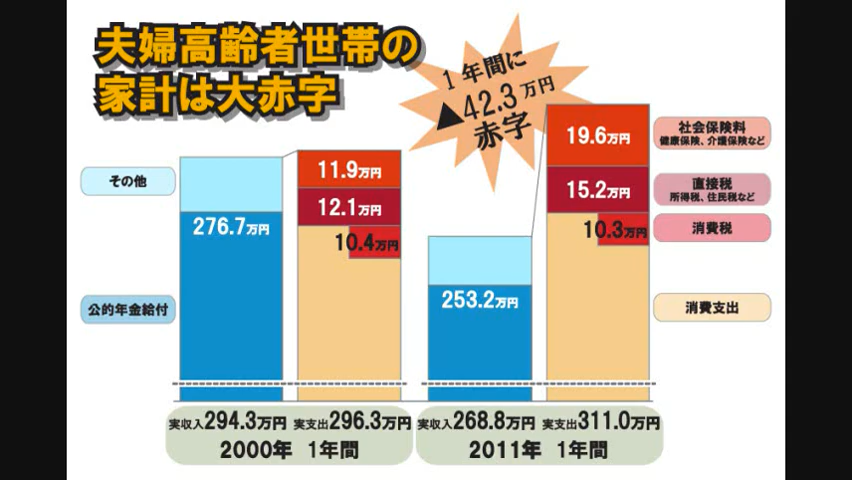 夫婦高齢者世帯の
家計は大赤字
1年間に
▲42.3万円
赤字
その他
公的年金給付
276.7万円
11.9万円
12.1万円
10.4万円
253.2万円
19.6万円
15.2万円
10.3万円
社会保険料
健康保険、介護保険など
直接税
所得税、住民税など
消費税
消費支出
実収入294.3万円 実支出296.3万円
2000年 1年間
実収入268.8万円 実支出311.0万円
2011年 1年間